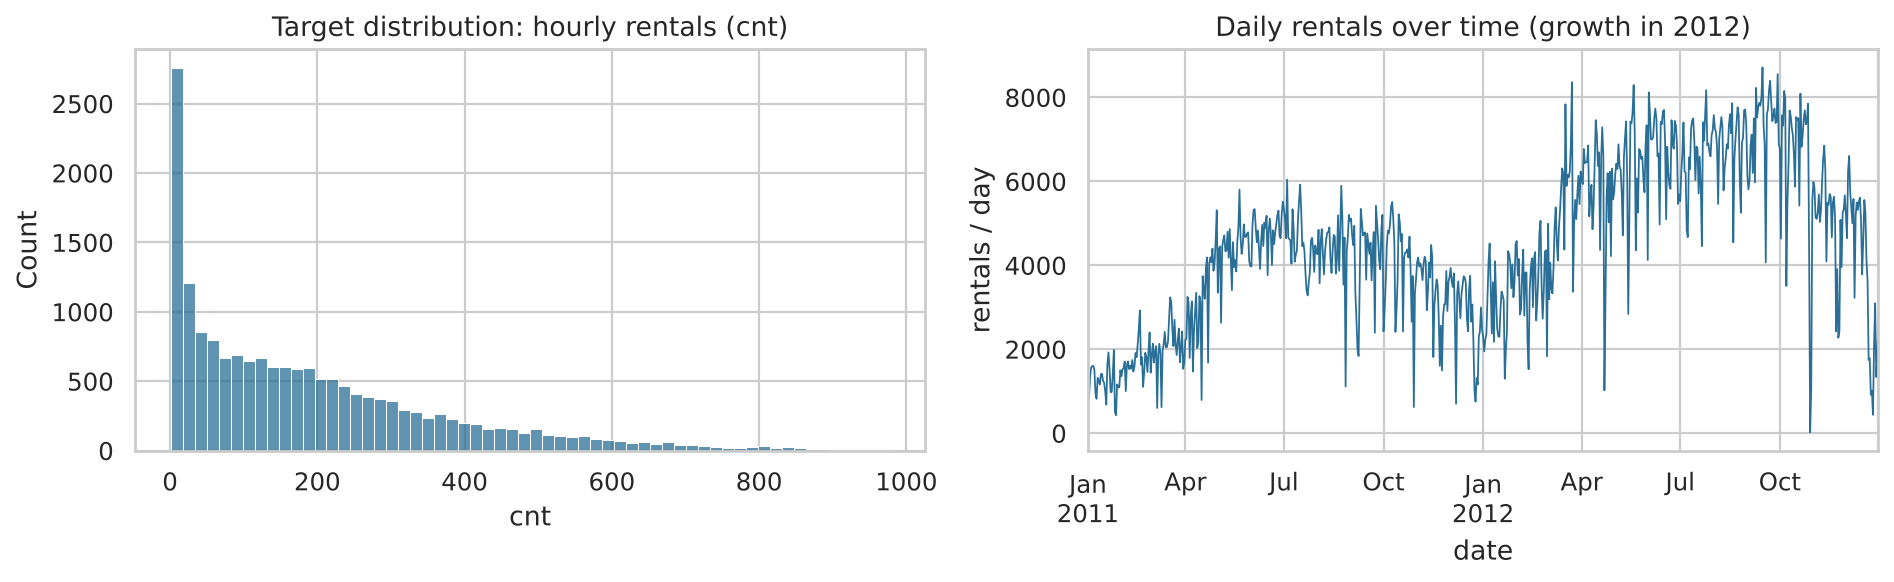 Target distribution: hourly rentals (cnt)
Count
2500
2000
1500
1000
500
0
0 200 400 600 800 1000
cnt
Daily rentals over time (growth in 2012)
rentals / day
8000
6000
4000
2000
0
Jan Apr Jul Oct Jan Apr Jul Oct
2011 2012
date